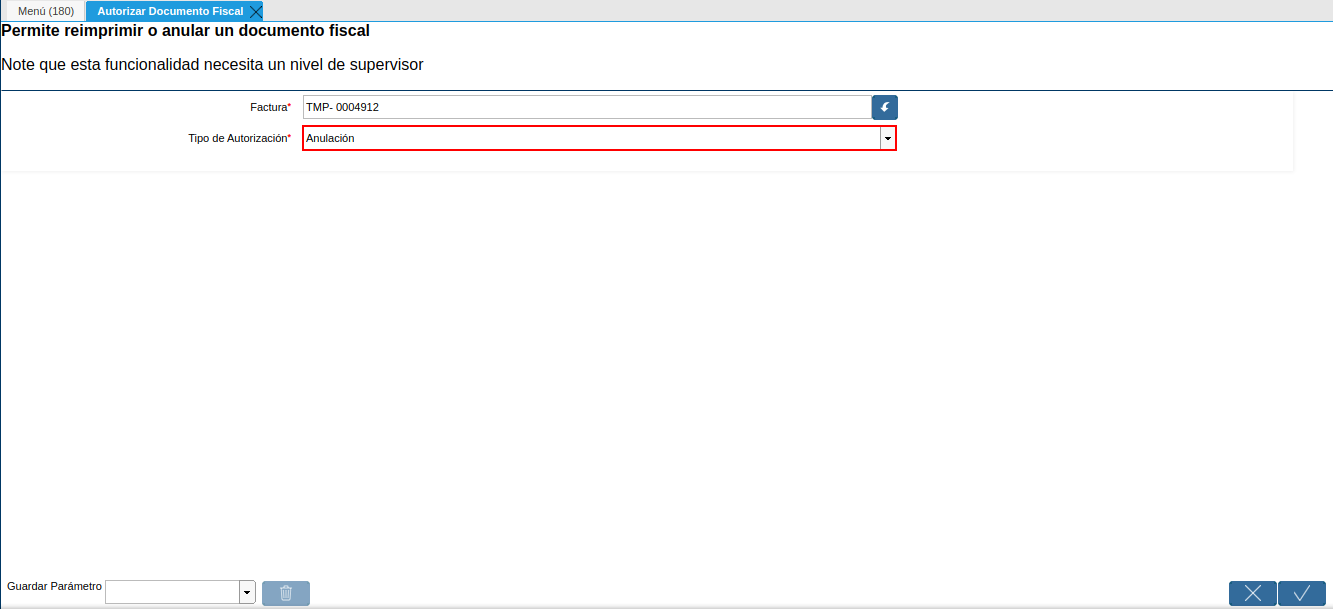 Menú (180)
Autorizar Documento Fiscal
Permite reimprimir o anular un documento fiscal
Note que esta funcionalidad necesita un nivel de supervisor
Factura* TMP- 0004912
Tipo de Autorización* Anulación
Guardar Parámetro